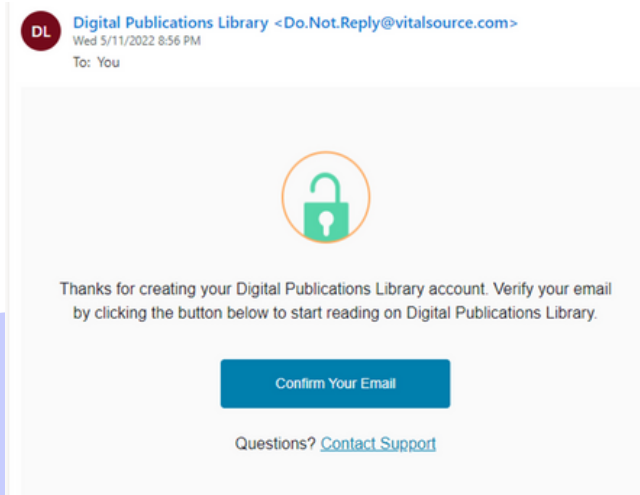 DL
Digital Publications Library <Do.Not.Reply@vitalsource.com>
Wed 5/11/2022 8:56 PM
To: You
Thanks for creating your Digital Publications Library account. Verify your email
by clicking the button below to start reading on Digital Publications Library.
Confirm Your Email
Questions? Contact Support